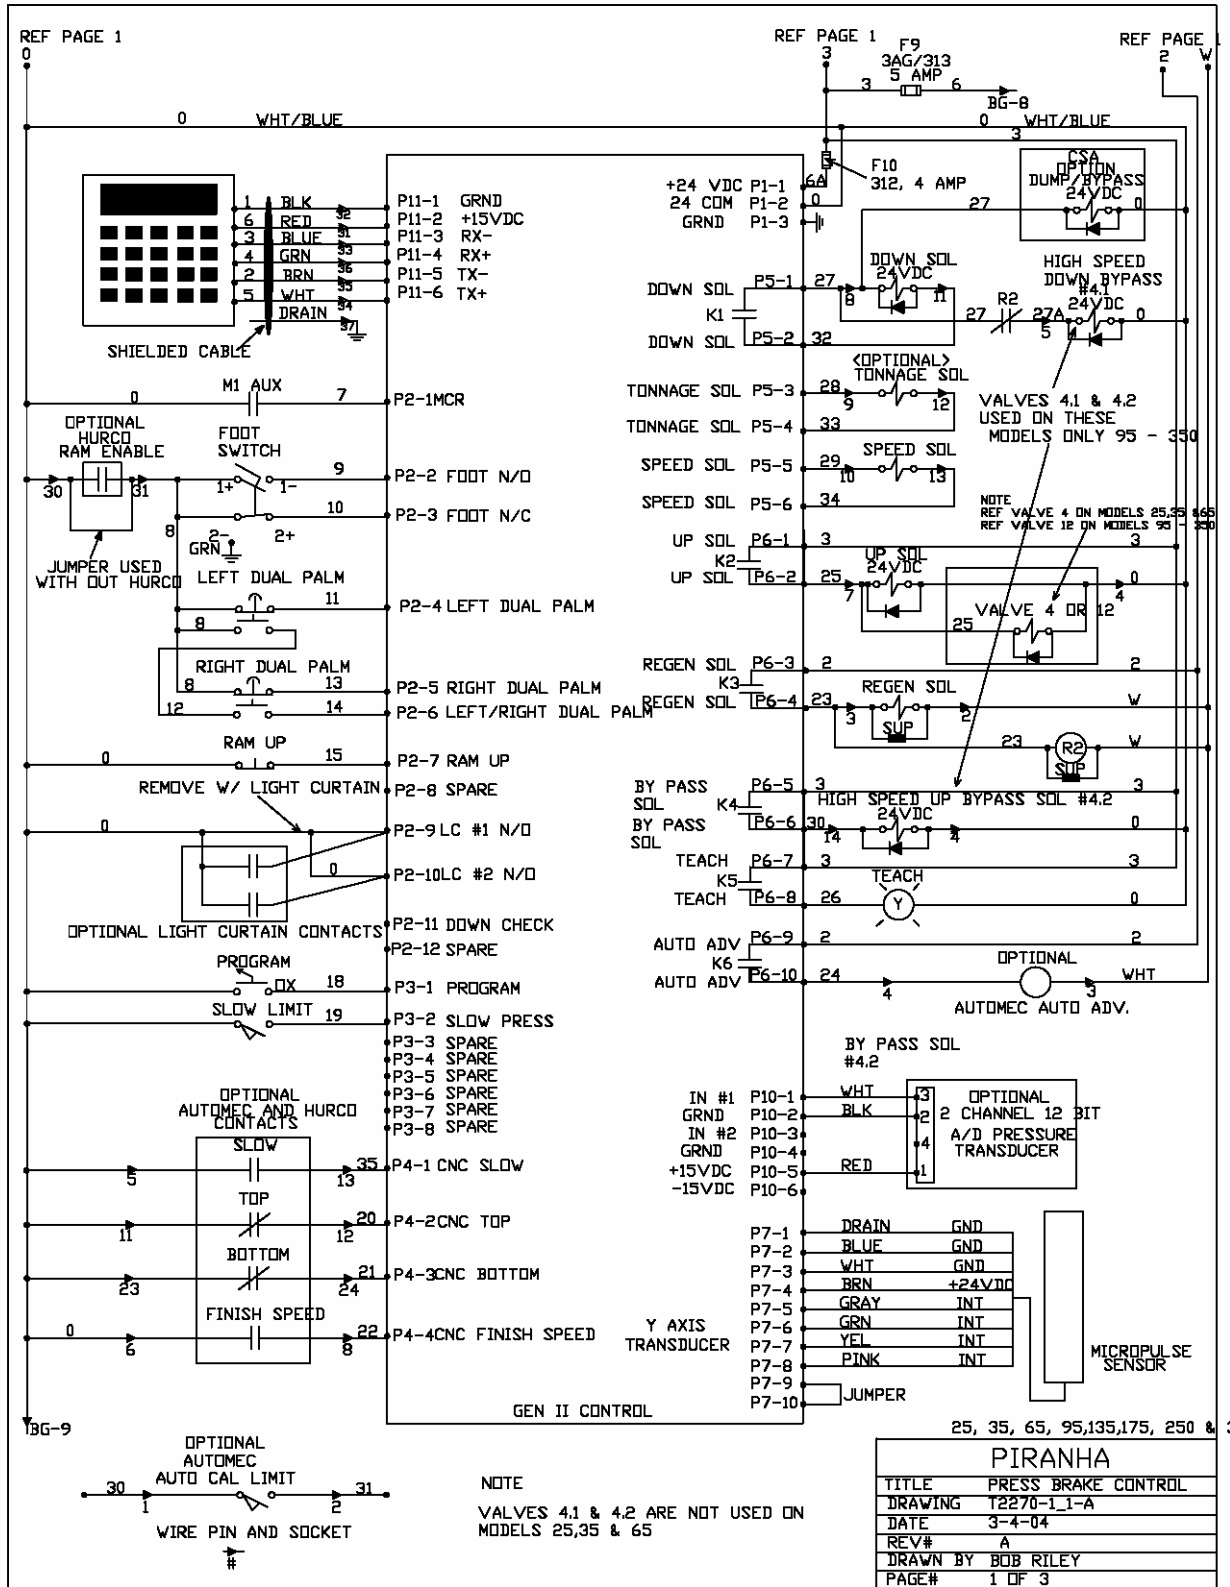 REF PAGE 1
0
REF PAGE 1
3
F9
3AG/313
5 AMP
3 6
BG-8
REF PAGE 1
2 W
0 WHT/BLUE
0 WHT/BLUE
3
F10
312, 4 AMP
6A
0
CSA
OPTION
DUMP/BYPASS
24VDC
27 0
1 BLK 32
6 RED 31
3 BLUE 33
4 GRN 36
2 BRN 35
5 WHT 34
DRAIN 37
SHIELDED CABLE
P11-1 GRND
P11-2 +15VDC
P11-3 RX-
P11-4 RX+
P11-5 TX-
P11-6 TX+
+24 VDC P1-1
24 COM P1-2
GRND P1-3
DOWN SOL P5-1 27
K1
DOWN SOL P5-2 32
DOWN SOL
24VDC
8 11
HIGH SPEED
DOWN BYPASS
#4.1
24VDC
27 R2 27A 5 0
<OPTIONAL>
TONNAGE SOL
TONNAGE SOL P5-3 28
9 12
TONNAGE SOL P5-4 33
VALVES 4.1 & 4.2
USED ON THESE
MODELS ONLY 95 - 350
SPEED SOL P5-5 29
SPEED SOL
10 13
SPEED SOL P5-6 34
NOTE
REF VALVE 4 ON MODELS 25,35 &65
REF VALVE 12 ON MODELS 95 - 350
M1 AUX
0 7 P2-1MCR
OPTIONAL
HURCO
RAM ENABLE
30 31
JUMPER USED
WITH OUT HURCO
FOOT
SWITCH
1+ 1- 9 P2-2 FOOT N/O
10 P2-3 FOOT N/C
8 2- 2+
GRN
LEFT DUAL PALM
11 P2-4 LEFT DUAL PALM
8
RIGHT DUAL PALM
8 13 P2-5 RIGHT DUAL PALM
12 14 P2-6 LEFT/RIGHT DUAL PALM
RAM UP
0 15 P2-7 RAM UP
REMOVE W/ LIGHT CURTAIN P2-8 SPARE
0 P2-9 LC #1 N/O
0 P2-10LC #2 N/O
OPTIONAL LIGHT CURTAIN CONTACTS
P2-11 DOWN CHECK
P2-12 SPARE
PROGRAM
OX 18 P3-1 PROGRAM
SLOW LIMIT
19 P3-2 SLOW PRESS
P3-3 SPARE
P3-4 SPARE
P3-5 SPARE
P3-6 SPARE
P3-7 SPARE
P3-8 SPARE
OPTIONAL
AUTOMEC AND HURCO
CONTACTS
SLOW
5 13 35 P4-1 CNC SLOW
TOP
11 12 20 P4-2CNC TOP
BOTTOM
23 24 21 P4-3CNC BOTTOM
FINISH SPEED
0 6 8 22 P4-4CNC FINISH SPEED
UP SOL P6-1 3 3
K2
UP SOL P6-2 25
UP SOL
24VDC
7 4 0
VALVE 4 OR 12
25
REGEN SOL P6-3 2 2
K3
REGEN SOL P6-4 23
REGEN SOL
3 2 W
SUP
23 R2 W
SUP
BY PASS
SOL
P6-5 3 3
K4
BY PASS
SOL
P6-6 30
HIGH SPEED UP BYPASS SOL #4.2
24VDC
14 4 0
TEACH P6-7 3 3
K5
TEACH P6-8 26
TEACH
Y 0
AUTO ADV P6-9 2 2
K6
AUTO ADV P6-10 24
OPTIONAL
4 3 WHT
AUTOMEC AUTO ADV.
BY PASS SOL
#4.2
IN #1 P10-1 WHT 3
GRND P10-2 BLK 2
IN #2 P10-3
GRND P10-4 4
+15VDC P10-5 RED 1
-15VDC P10-6
OPTIONAL
2 CHANNEL 12 BIT
A/D PRESSURE
TRANSDUCER
Y AXIS
TRANSDUCER
P7-1 DRAIN GND
P7-2 BLUE GND
P7-3 WHT GND
P7-4 BRN +24VDC
P7-5 GRAY INT
P7-6 GRN INT
P7-7 YEL INT
P7-8 PINK INT
P7-9
P7-10 JUMPER
MICROPULSE
SENSOR
GEN II CONTROL
BG-9
OPTIONAL
AUTOMEC
AUTO CAL LIMIT
30 1 2 31
WIRE PIN AND SOCKET
#
NOTE
VALVES 4.1 & 4.2 ARE NOT USED ON
MODELS 25,35 & 65
25, 35, 65, 95,135,175, 250 & 3
PIRANHA
TITLE PRESS BRAKE CONTROL
DRAWING T2270-1_1-A
DATE 3-4-04
REV# A
DRAWN BY BOB RILEY
PAGE# 1 OF 3